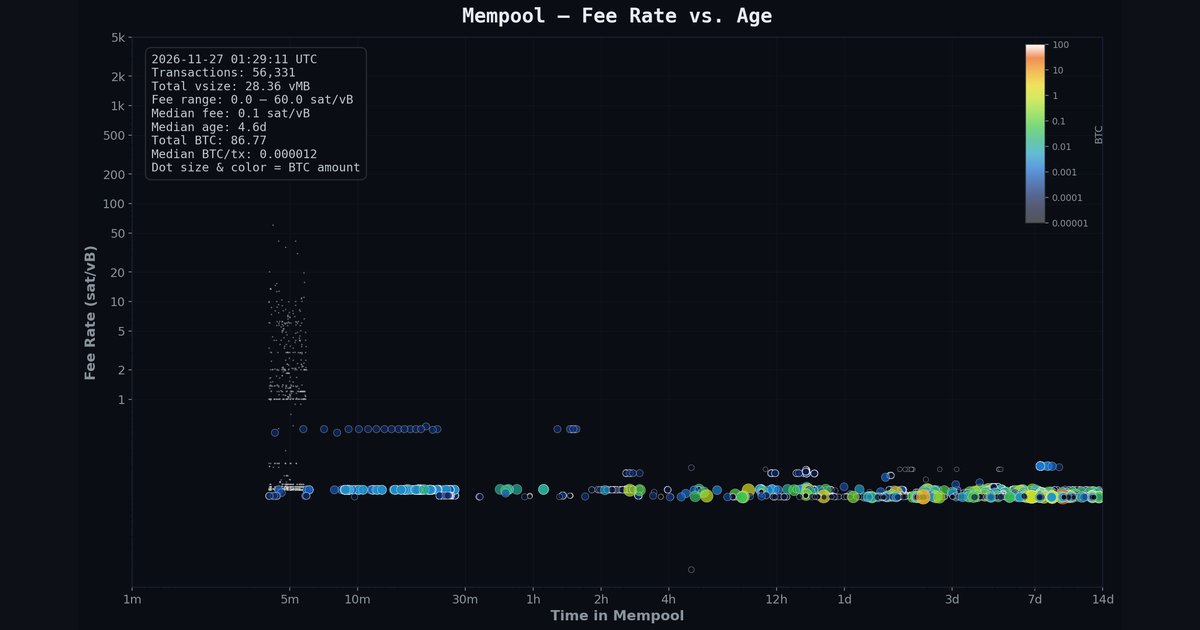 Mempool — Fee Rate vs. Age
2026-11-27 01:29:11 UTC
Transactions: 56,331
Total vsize: 28.36 vMB
Fee range: 0.0 – 60.0 sat/vB
Median fee: 0.1 sat/vB
Median age: 4.6d
Total BTC: 86.77
Median BTC/tx: 0.000012
Dot size & color = BTC amount
100
10
1
0.1
0.01
0.001
0.0001
0.00001
BTC
Fee Rate (sat/vB)
5k
2k
1k
500
200
100
50
20
10
5
2
1
1m
5m
10m
30m
1h
2h
4h
12h
1d
3d
7d
14d
Time in Mempool